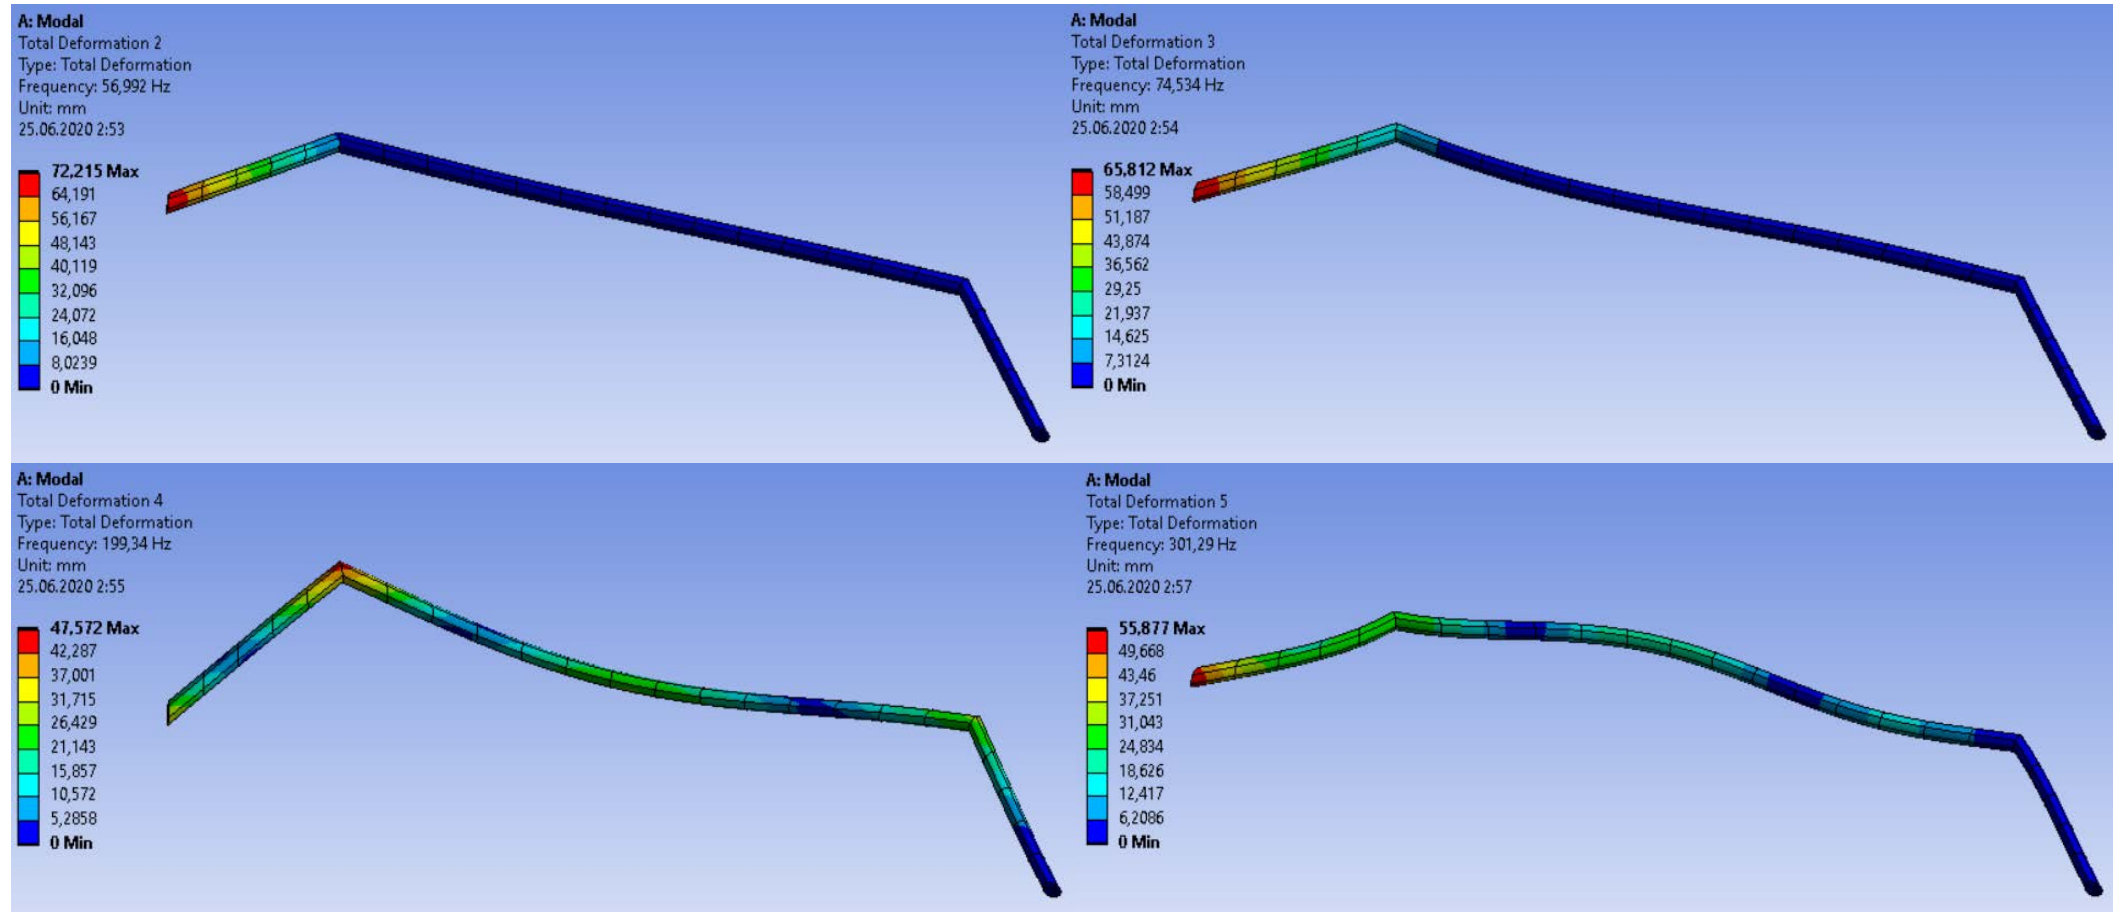 A: Modal
Total Deformation 2
Type: Total Deformation
Frequency: 56,992 Hz
Unit: mm
25.06.2020 2:53
72,215 Max
64,191
56,167
48,143
40,119
32,096
24,072
16,048
8,0239
0 Min
A: Modal
Total Deformation 3
Type: Total Deformation
Frequency: 74,534 Hz
Unit: mm
25.06.2020 2:54
65,812 Max
58,499
51,187
43,874
36,562
29,25
21,937
14,625
7,3124
0 Min
A: Modal
Total Deformation 4
Type: Total Deformation
Frequency: 199,34 Hz
Unit: mm
25.06.2020 2:55
47,572 Max
42,287
37,001
31,715
26,429
21,143
15,857
10,572
5,2858
0 Min
A: Modal
Total Deformation 5
Type: Total Deformation
Frequency: 301,29 Hz
Unit: mm
25.06.2020 2:57
55,877 Max
49,668
43,46
37,251
31,043
24,834
18,626
12,417
6,2086
0 Min